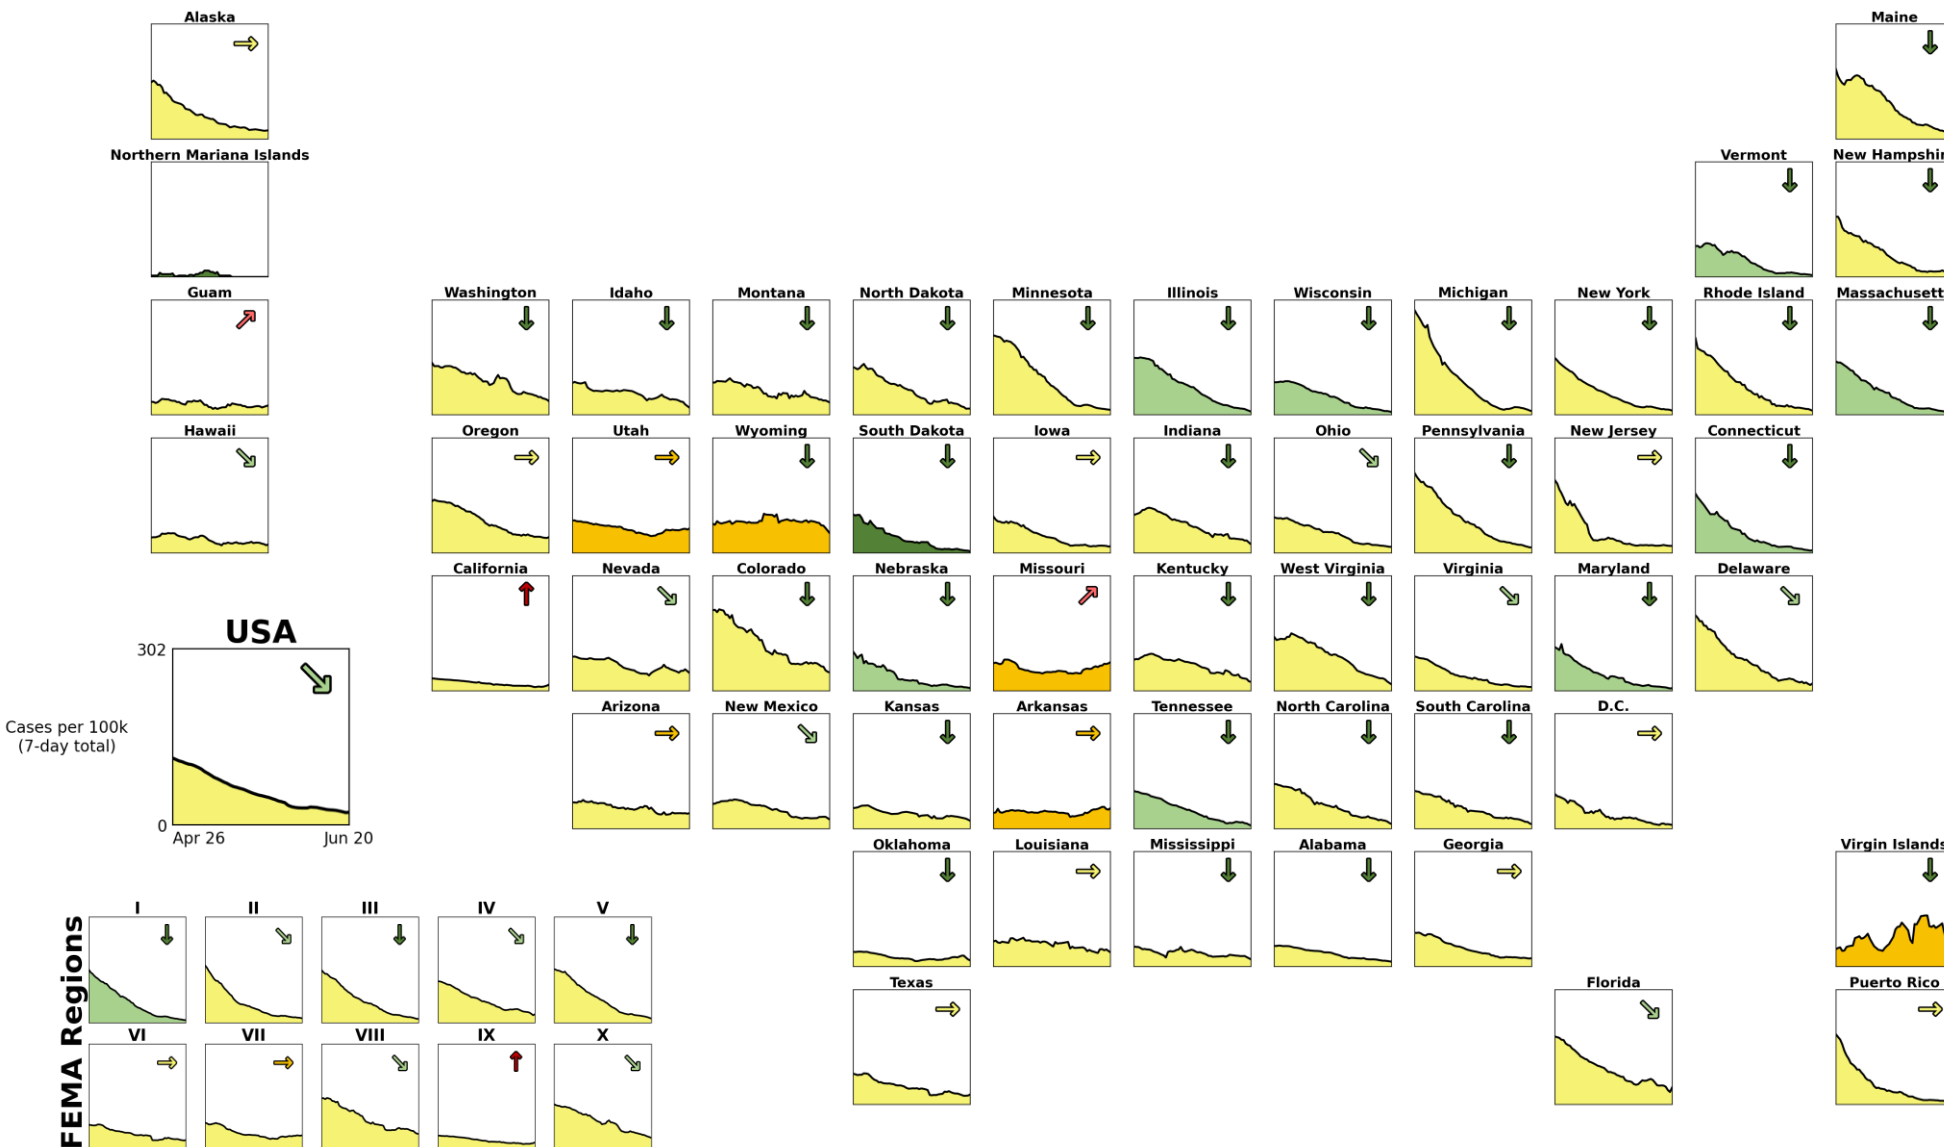 Alaska
Maine
Northern Mariana Islands
Vermont
New Hampshir
Guam
Washington
Idaho
Montana
North Dakota
Minnesota
Illinois
Wisconsin
Michigan
New York
Rhode Island
Massachusett
Hawaii
Oregon
Utah
Wyoming
South Dakota
Iowa
Indiana
Ohio
Pennsylvania
New Jersey
Connecticut
California
Nevada
Colorado
Nebraska
Missouri
Kentucky
West Virginia
Virginia
Maryland
Delaware
USA
302
Cases per 100k
(7-day total)
0
Apr 26
Jun 20
Arizona
New Mexico
Kansas
Arkansas
Tennessee
North Carolina
South Carolina
D.C.
Oklahoma
Louisiana
Mississippi
Alabama
Georgia
Virgin Islands
Texas
Florida
Puerto Rico
FEMA Regions
I
II
III
IV
V
VI
VII
VIII
IX
X